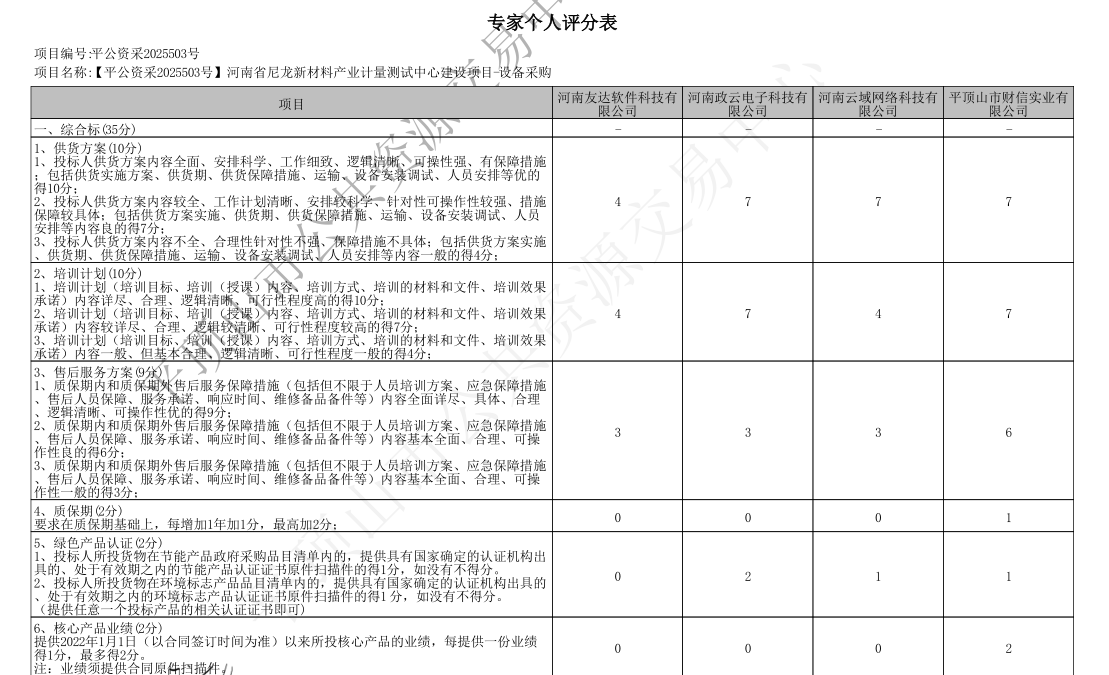 专家个人评分表
项目编号:平公资采2025503号
项目名称:【平公资采2025503号】河南省尼龙新材料产业计量测试中心建设项目-设备采购
项目 河南友达软件科技有限公司 河南政云电子科技有限公司 河南云域网络科技有限公司 平顶山市财信实业有限公司
一、综合标(35分) - - - -
1、供货方案(10分)
1、投标人供货方案内容全面、安排科学、工作细致、逻辑清晰、可操性强、有保障措施
;包括供货实施方案、供货期、供货保障措施、运输、设备安装调试、人员安排等优的
得10分;
2、投标人供货方案内容较全、工作计划清晰、安排较科学、针对性可操作性较强、措施
保障较具体;包括供货方案实施、供货期、供货保障措施、运输、设备安装调试、人员
安排等内容良的得7分;
3、投标人供货方案内容不全、合理性针对性不强、保障措施不具体;包括供货方案实施
、供货期、供货保障措施、运输、设备安装调试、人员安排等内容一般的得4分;
4 7 7 7
2、培训计划(10分)
1、培训计划(培训目标、培训(授课)内容、培训方式、培训的材料和文件、培训效果
承诺)内容详尽、合理、逻辑清晰、可行性程度高的得10分;
2、培训计划(培训目标、培训(授课)内容、培训方式、培训的材料和文件、培训效果
承诺)内容较详尽、合理、逻辑较清晰、可行性程度较高的得7分;
3、培训计划(培训目标、培训(授课)内容、培训方式、培训的材料和文件、培训效果
承诺)内容一般、但基本合理、逻辑清晰、可行性程度一般的得4分;
4 7 4 7
3、售后服务方案(9分)
1、质保期内和质保期外售后服务保障措施(包括但不限于人员培训方案、应急保障措施
、售后人员保障、服务承诺、响应时间、维修备品备件等)内容全面详尽、具体、合理
、逻辑清晰、可操作性优的得9分;
2、质保期内和质保期外售后服务保障措施(包括但不限于人员培训方案、应急保障措施
、售后人员保障、服务承诺、响应时间、维修备品备件等)内容基本全面、合理、可操
作性良的得6分;
3、质保期内和质保期外售后服务保障措施(包括但不限于人员培训方案、应急保障措施
、售后人员保障、服务承诺、响应时间、维修备品备件等)内容基本全面、合理、可操
作性一般的得3分;
3 3 3 6
4、质保期(2分)
要求在质保期基础上,每增加1年加1分,最高加2分;
0 0 0 1
5、绿色产品认证(2分)
1、投标人所投货物在节能产品政府采购品目清单内的,提供具有国家确定的认证机构出
具的、处于有效期之内的节能产品认证证书原件扫描件的得1分,如没有不得分。
2、投标人所投货物在环境标志产品品目清单内的,提供具有国家确定的认证机构出具的
、处于有效期之内的环境标志产品认证证书原件扫描件的得1 分,如没有不得分。
(提供任意一个投标产品的相关认证证书即可)
0 2 1 1
6、核心产品业绩(2分)
提供2022年1月1日(以合同签订时间为准)以来所投核心产品的业绩,每提供一份业绩
得1分,最多得2分。
注:业绩须提供合同原件扫描件。
0 0 0 2
平顶山市公共资源交易中
平顶山市公共资源交易中心